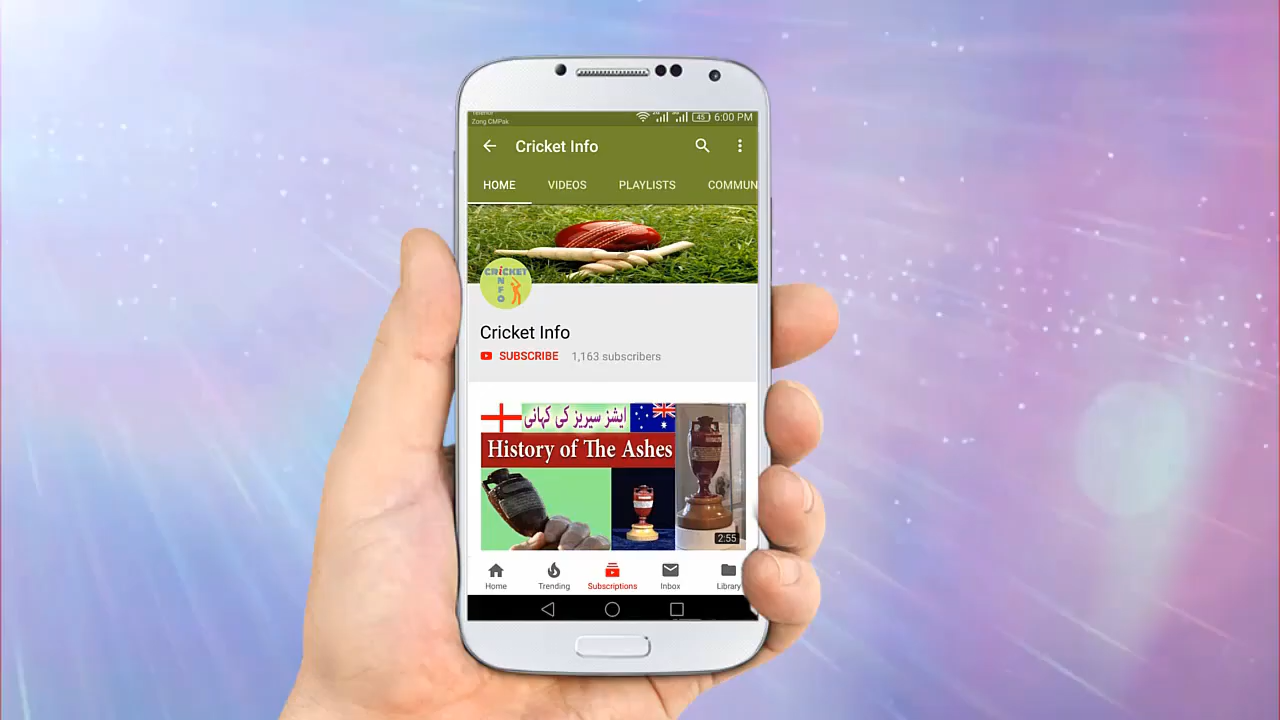 Zong CMPak
45 6:00 PM
Cricket Info
HOME VIDEOS PLAYLISTS COMMUN
CRiCKET
INFO
Cricket Info
SUBSCRIBE 1,163 subscribers
ایشز سیریز کی کہانی
History of The Ashes
2:55
Home Trending Subscriptions Inbox Library